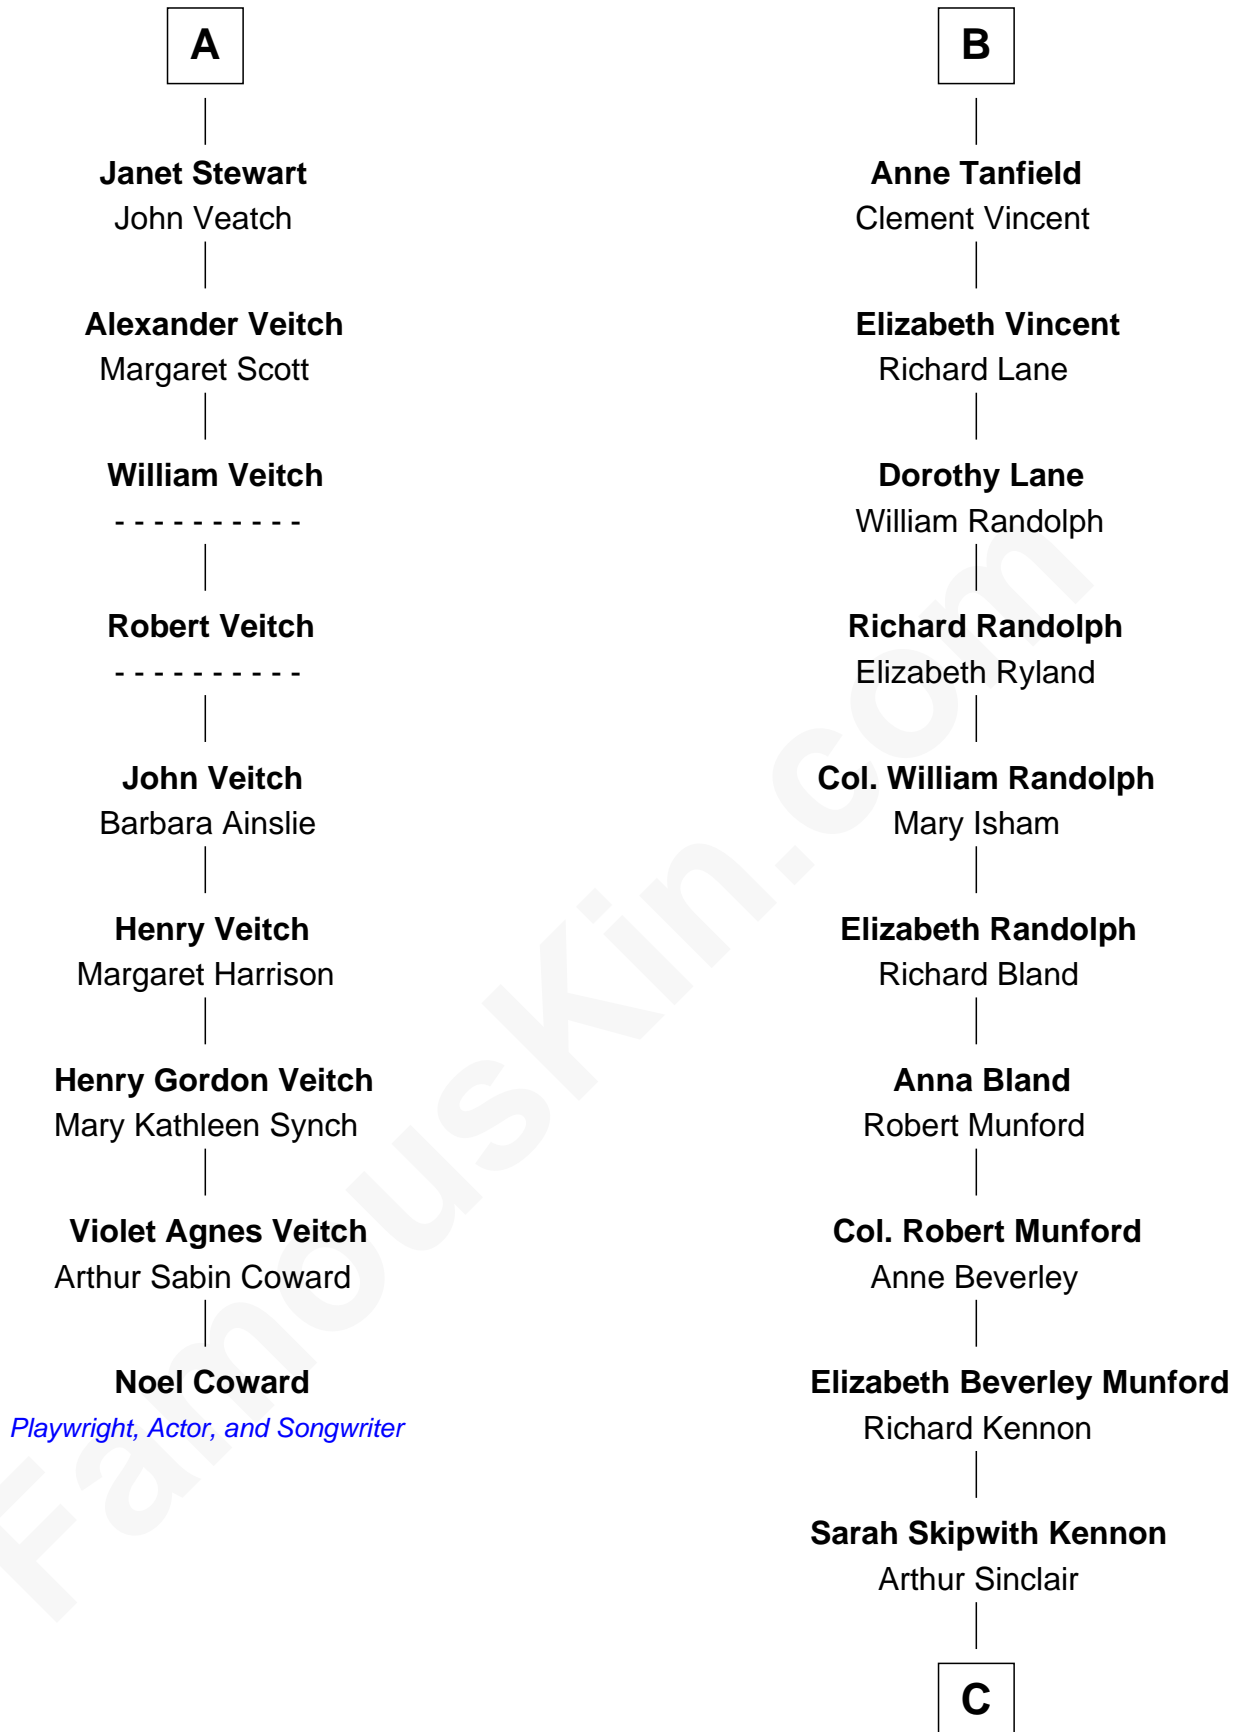 A
Janet Stewart
John Veatch
Alexander Veitch
Margaret Scott
William Veitch
- - - - - - - - - -
Robert Veitch
- - - - - - - - - -
John Veitch
Barbara Ainslie
Henry Veitch
Margaret Harrison
Henry Gordon Veitch
Mary Kathleen Synch
Violet Agnes Veitch
Arthur Sabin Coward
Noel Coward
Playwright, Actor, and Songwriter
B
Anne Tanfield
Clement Vincent
Elizabeth Vincent
Richard Lane
Dorothy Lane
William Randolph
Richard Randolph
Elizabeth Ryland
Col. William Randolph
Mary Isham
Elizabeth Randolph
Richard Bland
Anna Bland
Robert Munford
Col. Robert Munford
Anne Beverley
Elizabeth Beverley Munford
Richard Kennon
Sarah Skipwith Kennon
Arthur Sinclair
C
FamousKin.com